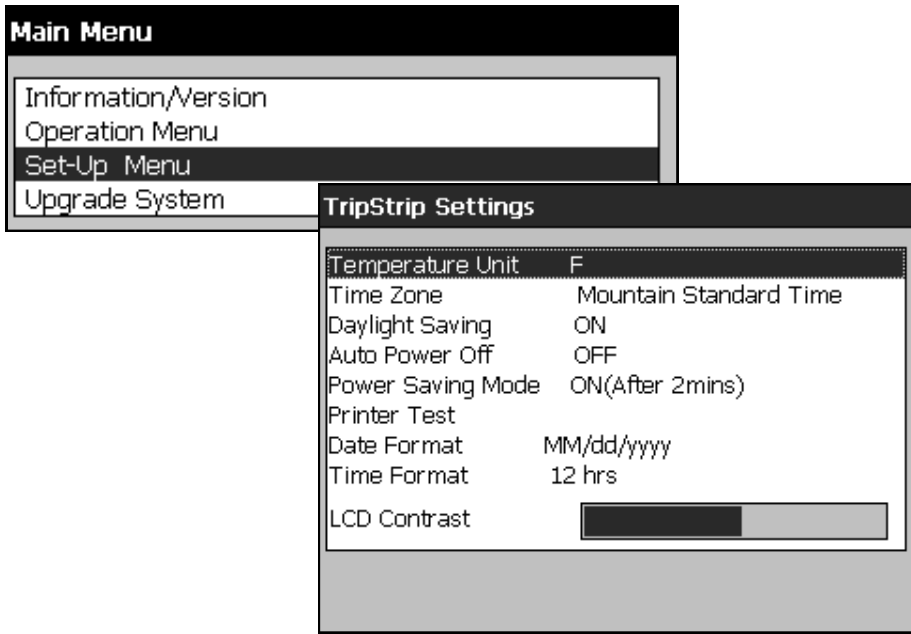 Main Menu
Information/Version
Operation Menu
Set-Up Menu
Upgrade System
TripStrip Settings
Temperature Unit F
Time Zone Mountain Standard Time
Daylight Saving ON
Auto Power Off OFF
Power Saving Mode ON(After 2mins)
Printer Test
Date Format MM/dd/yyyy
Time Format 12 hrs
LCD Contrast